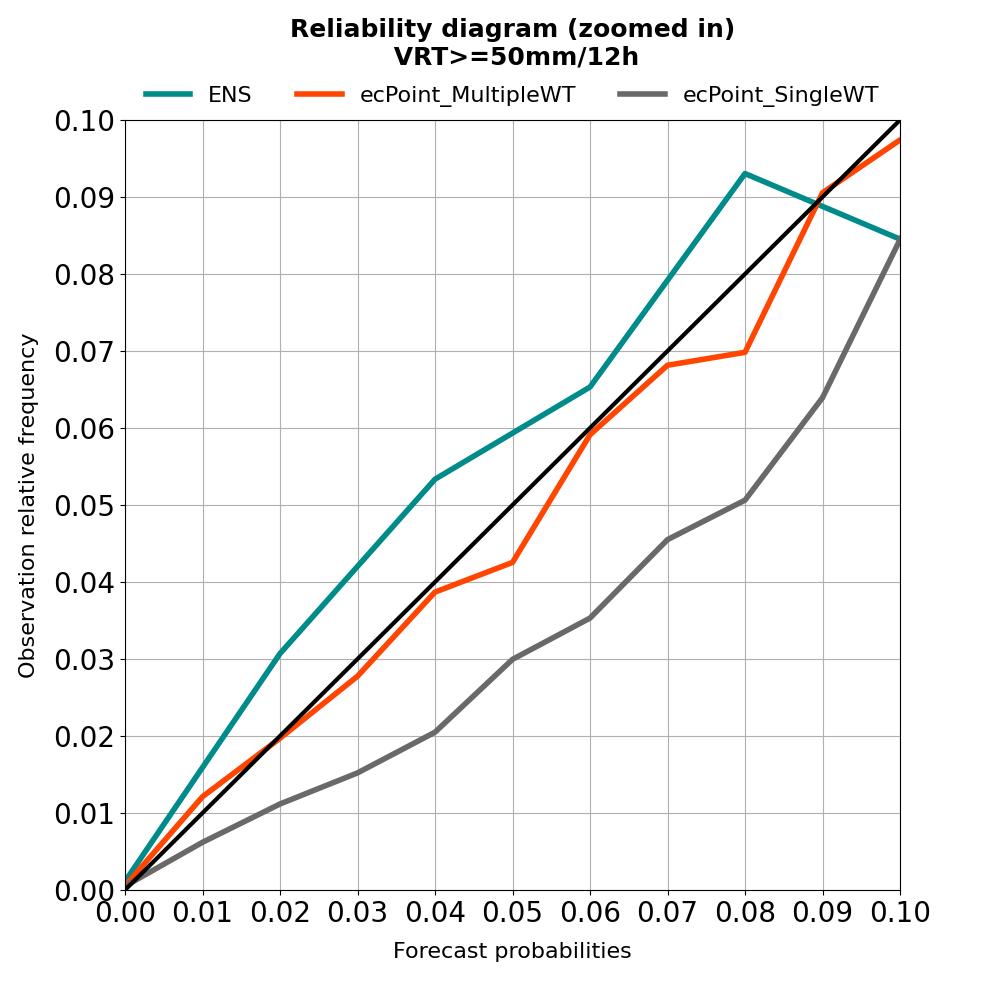 Reliability diagram (zoomed in)
VRT>=50mm/12h
ENS ecPoint_MultipleWT ecPoint_SingleWT
0.10
0.09
0.08
0.07
0.06
0.05
0.04
0.03
0.02
0.01
0.00
Observation relative frequency
0.00 0.01 0.02 0.03 0.04 0.05 0.06 0.07 0.08 0.09 0.10
Forecast probabilities